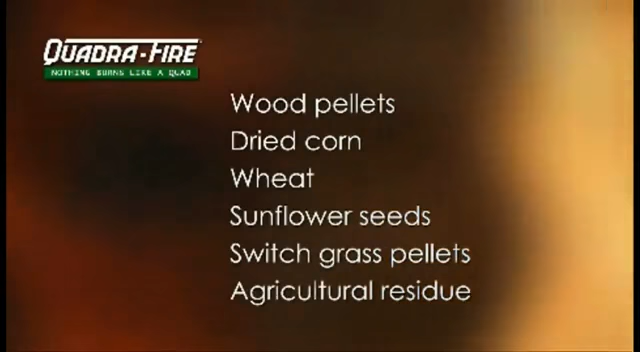 QUADRA-FIRE
NOTHING BURNS LIKE A QUAD
Wood pellets
Dried corn
Wheat
Sunflower seeds
Switch grass pellets
Agricultural residue